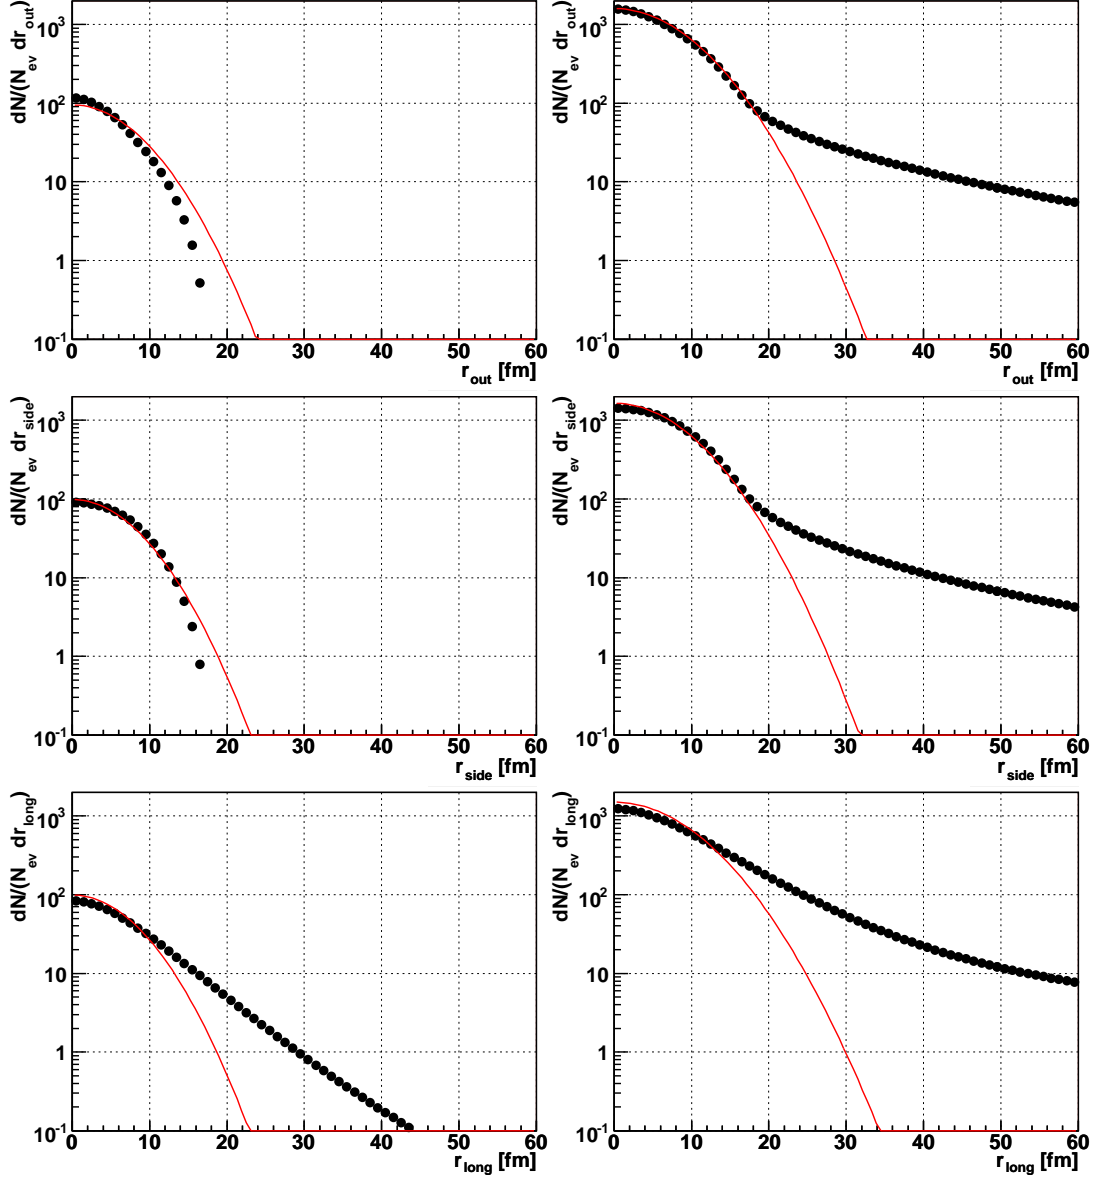 dN/(N_ev dr_out)
10^3
10^2
10
1
10^-1
0 10 20 30 40 50 60
r_out [fm]
dN/(N_ev dr_out)
10^3
10^2
10
1
10^-1
0 10 20 30 40 50 60
r_out [fm]
dN/(N_ev dr_side)
10^3
10^2
10
1
10^-1
0 10 20 30 40 50 60
r_side [fm]
dN/(N_ev dr_side)
10^3
10^2
10
1
10^-1
0 10 20 30 40 50 60
r_side [fm]
dN/(N_ev dr_long)
10^3
10^2
10
1
10^-1
0 10 20 30 40 50 60
r_long [fm]
dN/(N_ev dr_long)
10^3
10^2
10
1
10^-1
0 10 20 30 40 50 60
r_long [fm]